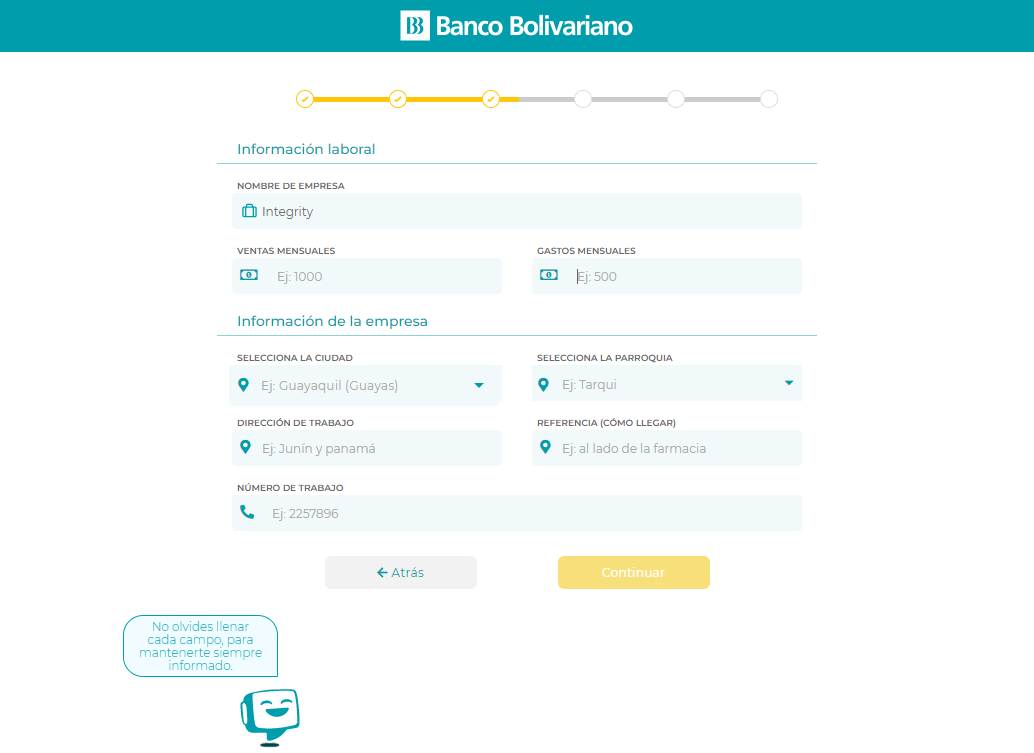 Banco Bolivariano
Información laboral
NOMBRE DE EMPRESA
Integrity
VENTAS MENSUALES
GASTOS MENSUALES
Ej: 1000
Ej: 500
Información de la empresa
SELECCIONA LA CIUDAD
SELECCIONA LA PARROQUIA
Ej: Guayaquil (Guayas)
Ej: Tarqui
DIRECCIÓN DE TRABAJO
REFERENCIA (CÓMO LLEGAR)
Ej: Junín y panamá
Ej: al lado de la farmacia
NÚMERO DE TRABAJO
Ej: 2257896
Atrás
Continuar
No olvides llenar
cada campo, para
mantenerte siempre
informado.